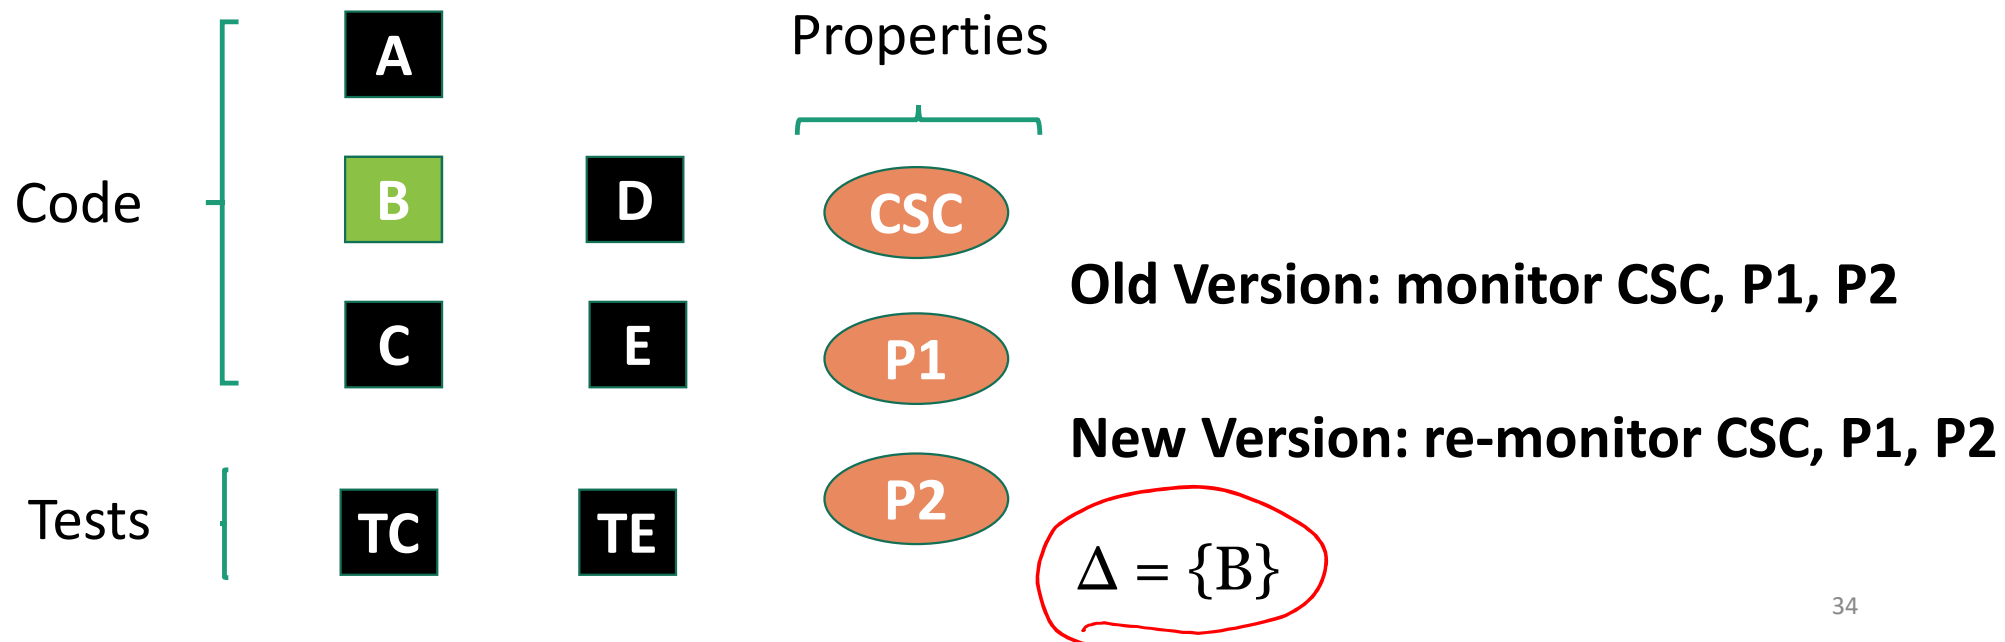 A
Properties
Code
B
D
CSC
Old Version: monitor CSC, P1, P2
C
E
P1
New Version: re-monitor CSC, P1, P2
Tests
TC
TE
P2
Δ = {B}
34